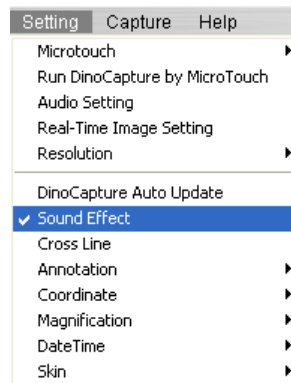 Setting Capture Help
Microtouch
Run DinoCapture by MicroTouch
Audio Setting
Real-Time Image Setting
Resolution
DinoCapture Auto Update
Sound Effect
Cross Line
Annotation
Coordinate
Magnification
DateTime
Skin